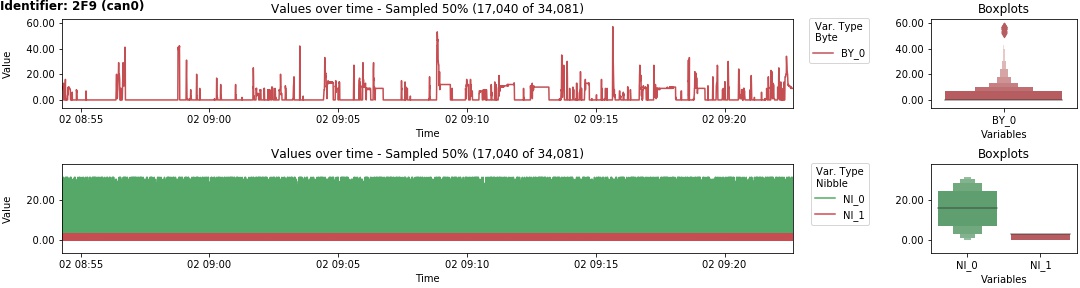 Identifier: 2F9 (can0)
Values over time - Sampled 50% (17,040 of 34,081)
Boxplots
60.00
40.00
20.00
0.00
Value
02 08:55 02 09:00 02 09:05 02 09:10 02 09:15 02 09:20
Time
Var. Type
Byte
BY_0
60.00
40.00
20.00
0.00
BY_0
Variables
Values over time - Sampled 50% (17,040 of 34,081)
Boxplots
20.00
0.00
Value
02 08:55 02 09:00 02 09:05 02 09:10 02 09:15 02 09:20
Time
Var. Type
Nibble
NI_0
NI_1
20.00
0.00
NI_0 NI_1
Variables